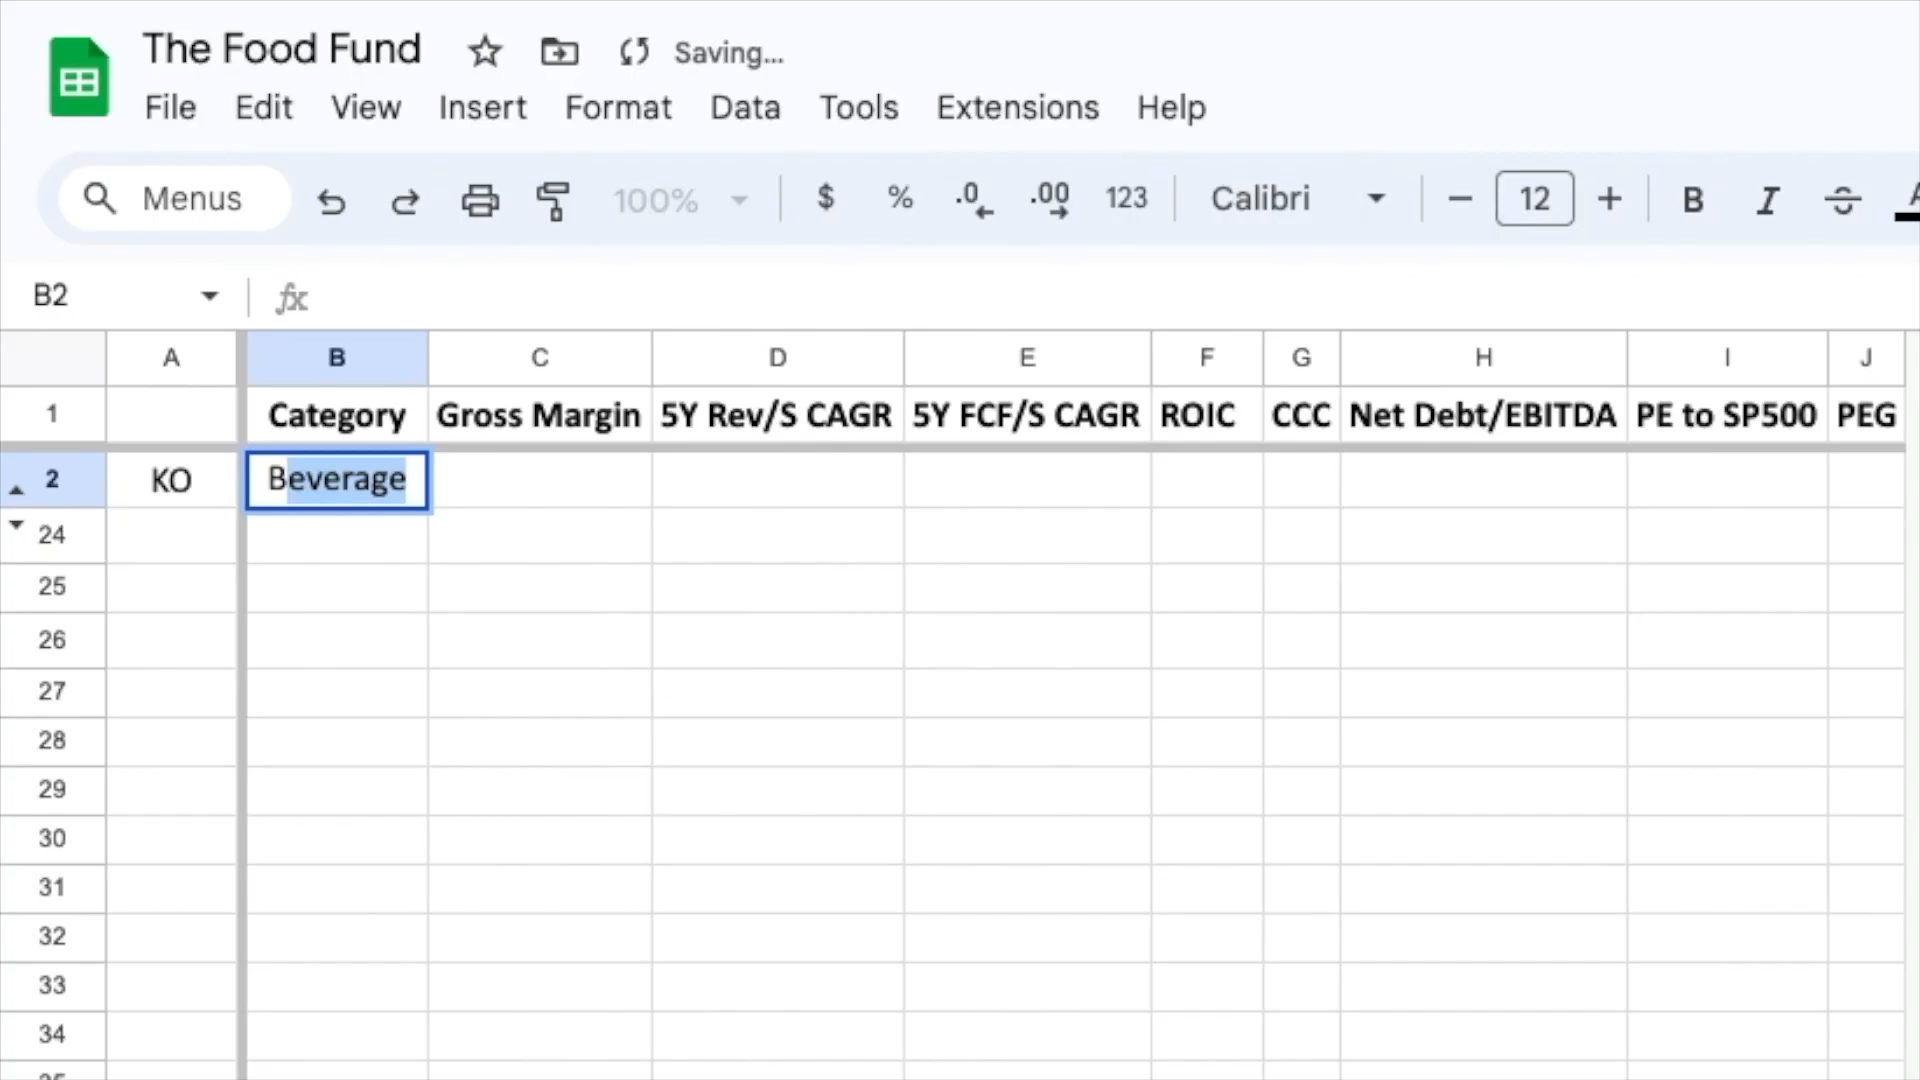 The Food Fund Saving...
File Edit View Insert Format Data Tools Extensions Help
Menus 100% $ % .0 .00 123 Calibri 12 B I
B2 fx
A B C D E F G H I J
1 Category Gross Margin 5Y Rev/S CAGR 5Y FCF/S CAGR ROIC CCC Net Debt/EBITDA PE to SP500 PEG
2 KO Beverage
24
25
26
27
28
29
30
31
32
33
34